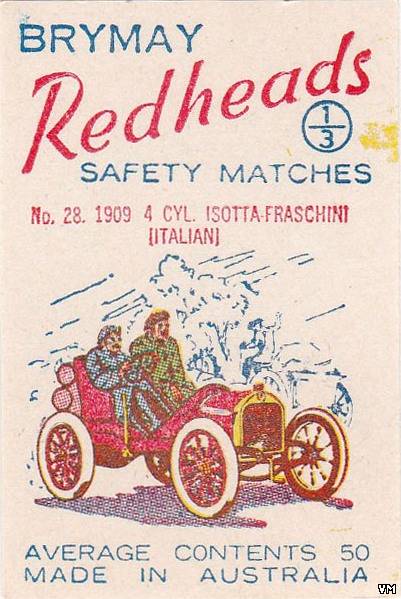 BRYMAY
Redheads
1/3
SAFETY MATCHES
No. 28. 1909 4 CYL. ISOTTA-FRASCHINI
[ITALIAN]
AVERAGE CONTENTS 50
MADE IN AUSTRALIA
VM